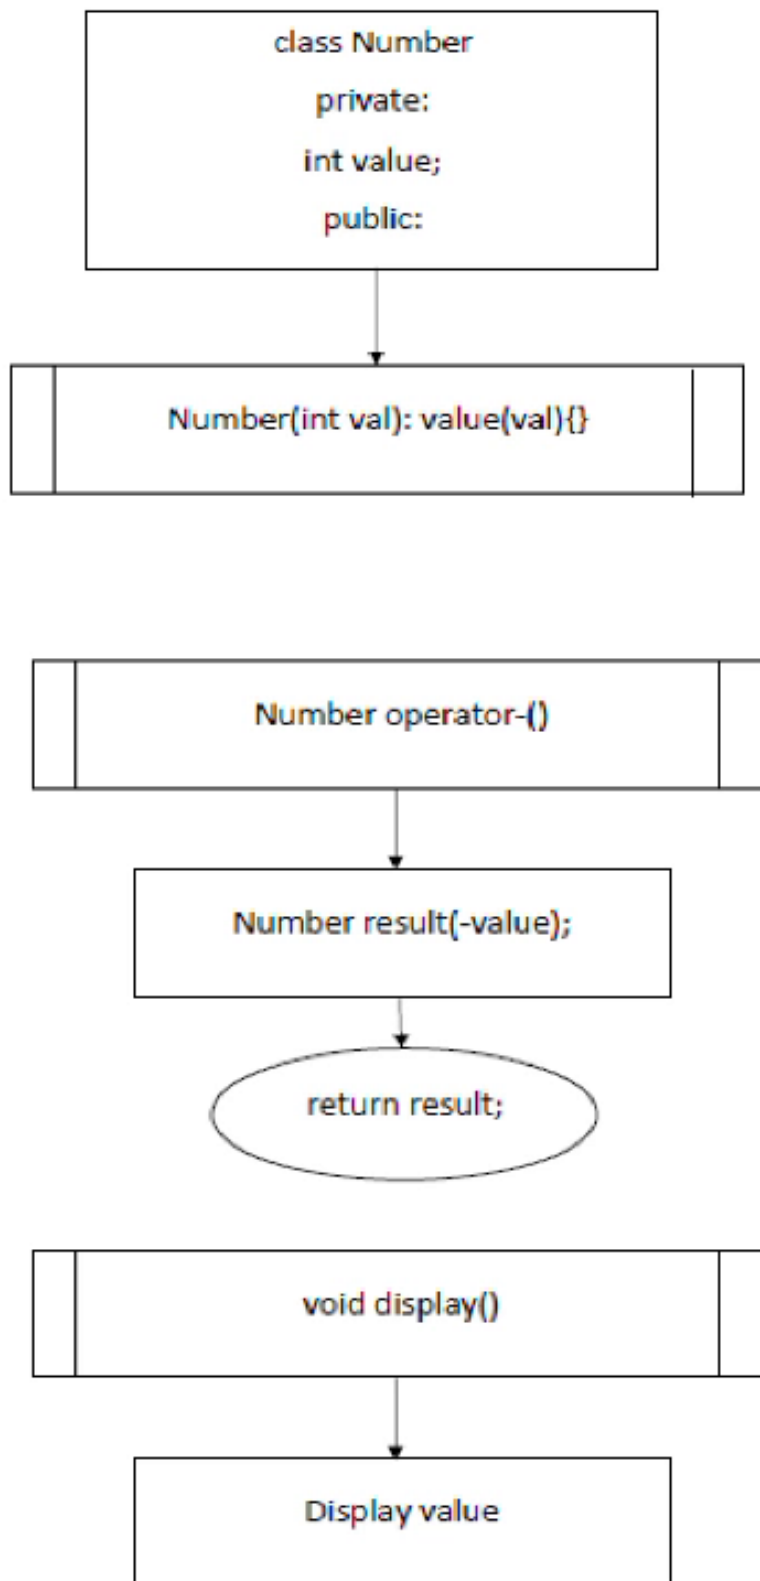 class Number
private:
int value;
public:
Number(int val): value(val){}
Number operator-()
Number result(-value);
return result;
void display()
Display value